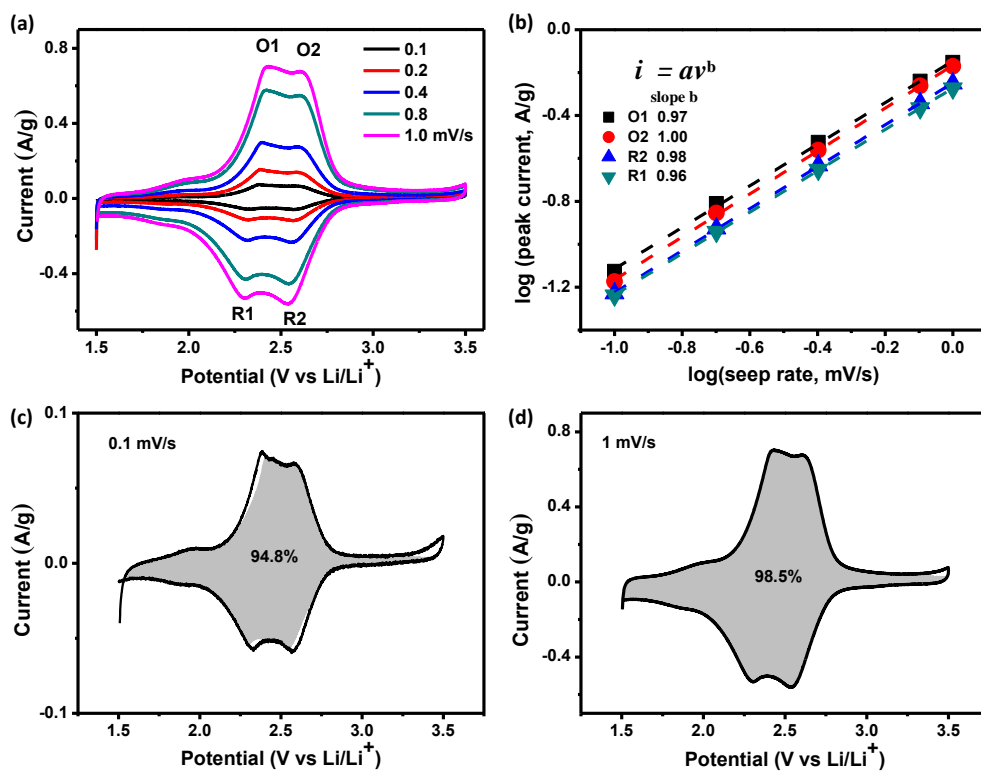 (a)
O1 O2
0.1
0.2
0.4
0.8
1.0 mV/s
R1 R2
0.8
0.4
0.0
-0.4
Current (A/g)
1.5 2.0 2.5 3.0 3.5
Potential (V vs Li/Li+)
(b)
i = av^b
slope b
O1 0.97
O2 1.00
R2 0.98
R1 0.96
0.0
-0.4
-0.8
-1.2
log (peak current, A/g)
-1.0 -0.8 -0.6 -0.4 -0.2 0.0
log(seep rate, mV/s)
(c)
0.1 mV/s
94.8%
0.1
0.0
-0.1
Current (A/g)
1.5 2.0 2.5 3.0 3.5
Potential (V vs Li/Li+)
(d)
1 mV/s
98.5%
0.8
0.4
0.0
-0.4
Current (A/g)
1.5 2.0 2.5 3.0 3.5
Potential (V vs Li/Li+)